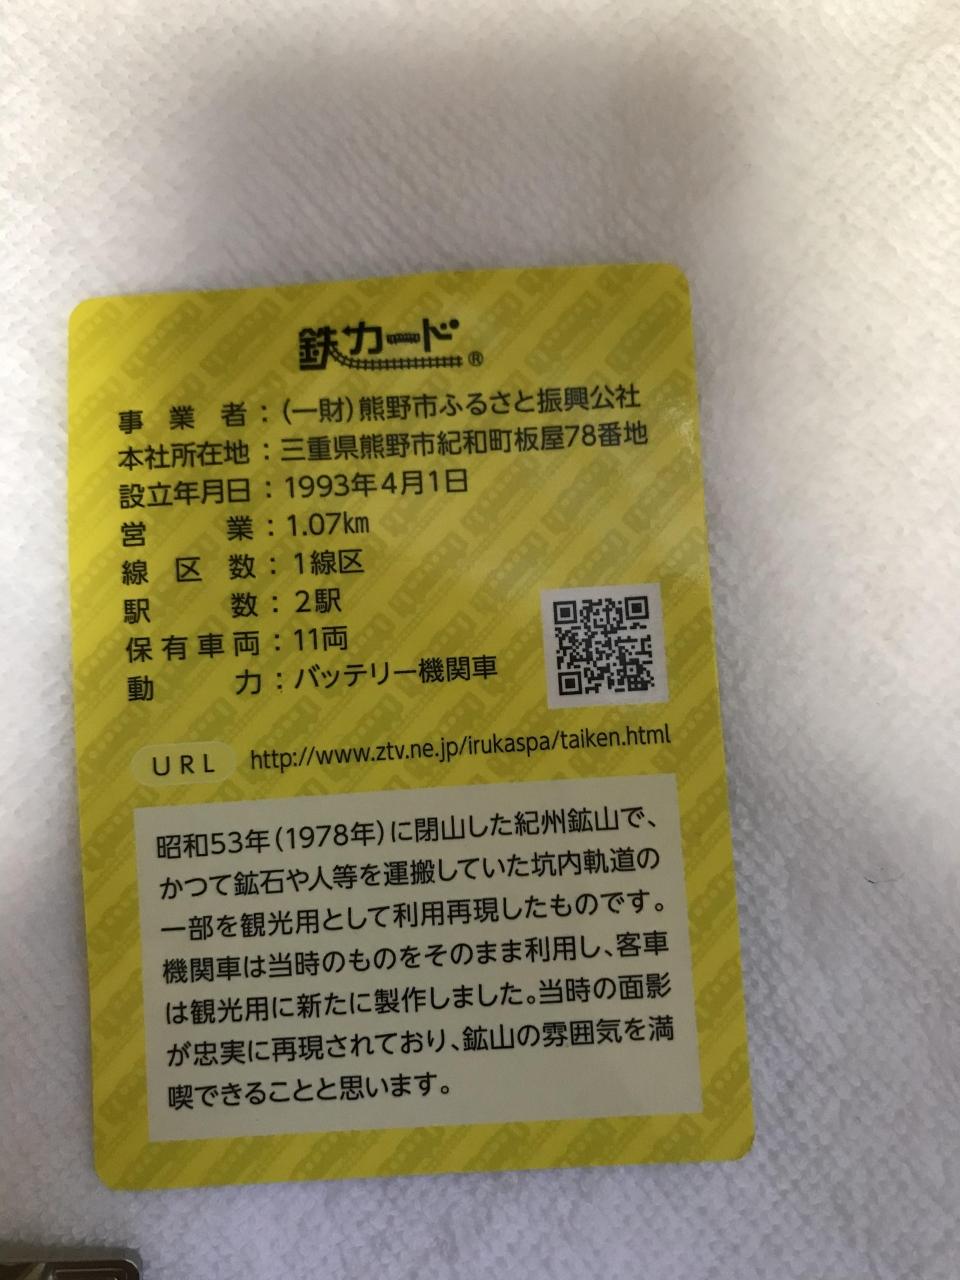 鉄カード®
事業者：(一財)熊野市ふるさと振興公社
本社所在地：三重県熊野市紀和町板屋78番地
設立年月日：1993年4月1日
営業：1.07㎞
線区数：1線区
駅数：2駅
保有車両：11両
動力：バッテリー機関車
URL http://www.ztv.ne.jp/irukaspa/taiken.html
昭和53年(1978年)に閉山した紀州鉱山で、
かつて鉱石や人等を運搬していた坑内軌道の
一部を観光用として利用再現したものです。
機関車は当時のものをそのまま利用し、客車
は観光用に新たに製作しました。当時の面影
が忠実に再現されており、鉱山の雰囲気を満
喫できることと思います。